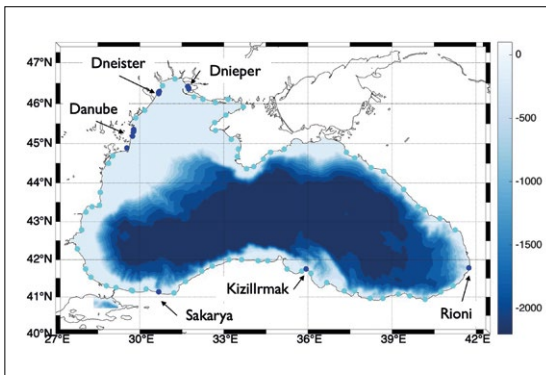 47°N
46°N
45°N
44°N
43°N
42°N
41°N
40°N
27°E
30°E
33°E
36°E
39°E
42°E
Dneister
Dnieper
Danube
KizilIrmak
Sakarya
Rioni
0
-500
-1000
-1500
-2000